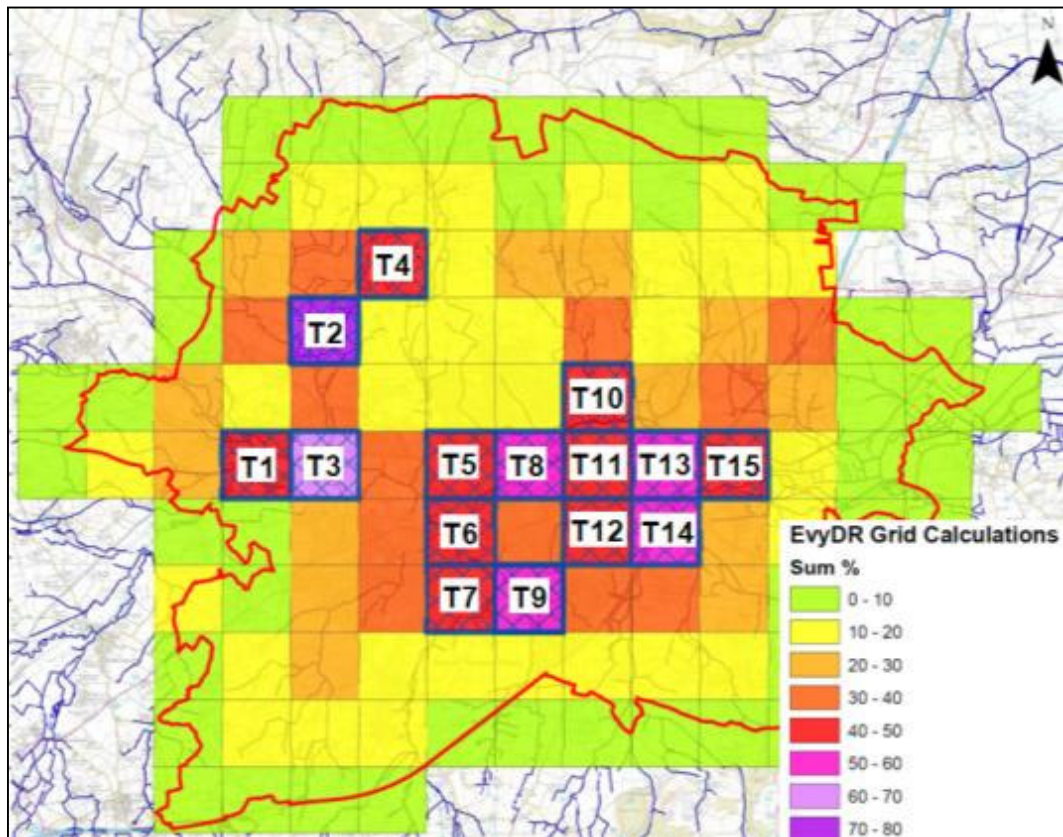 N
T4
T2
T10
T1 T3 T5 T8 T11 T13 T15
T6 T12 T14
T7 T9
EvyDR Grid Calculations
Sum %
0 - 10
10 - 20
20 - 30
30 - 40
40 - 50
50 - 60
60 - 70
70 - 80